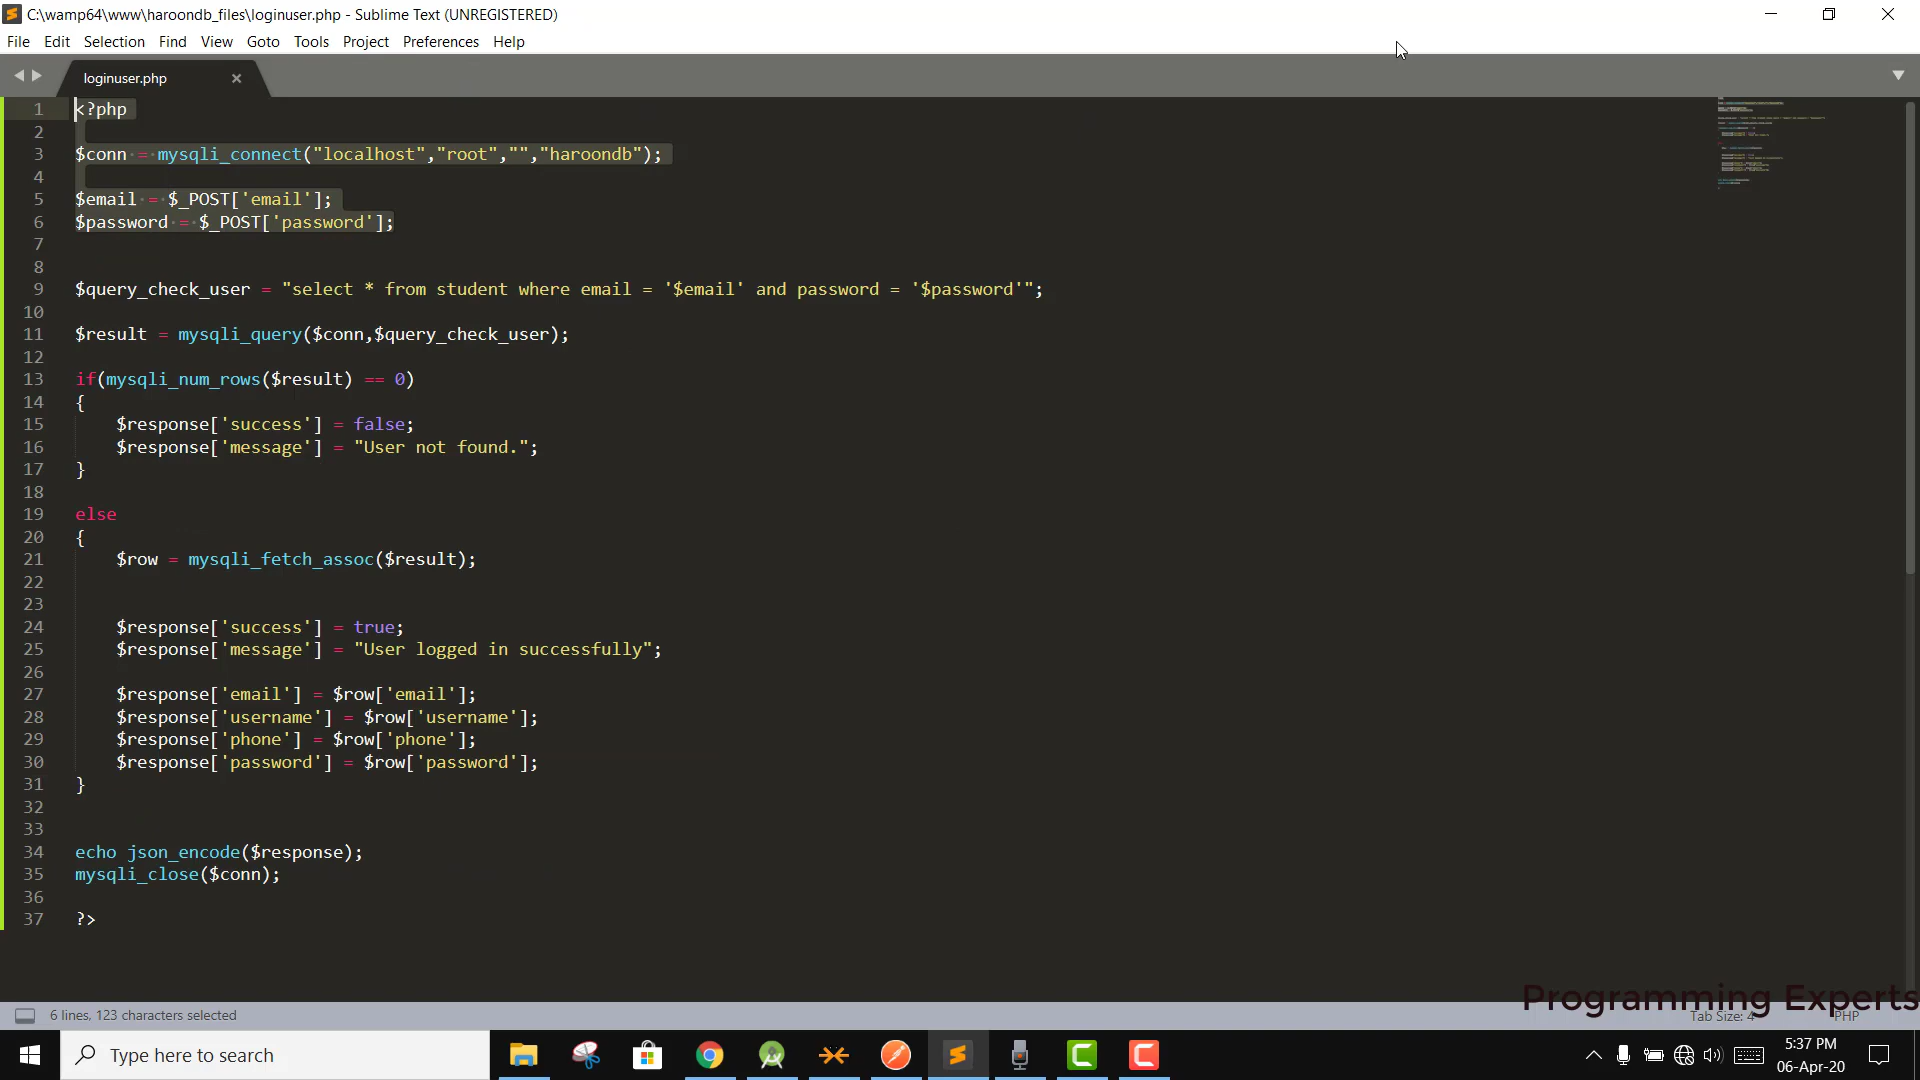 C:\wamp64\www\haroondb_files\loginuser.php - Sublime Text (UNREGISTERED)
File Edit Selection Find View Goto Tools Project Preferences Help
loginuser.php
1 <?php
2
3 $conn = mysqli_connect("localhost","root","","haroondb");
4
5 $email = $_POST['email'];
6 $password = $_POST['password'];
7
8
9 $query_check_user = "select * from student where email = '$email' and password = '$password'";
10
11 $result = mysqli_query($conn,$query_check_user);
12
13 if(mysqli_num_rows($result) == 0)
14 {
15 $response['success'] = false;
16 $response['message'] = "User not found.";
17 }
18
19 else
20 {
21 $row = mysqli_fetch_assoc($result);
22
23
24 $response['success'] = true;
25 $response['message'] = "User logged in successfully";
26
27 $response['email'] = $row['email'];
28 $response['username'] = $row['username'];
29 $response['phone'] = $row['phone'];
30 $response['password'] = $row['password'];
31 }
32
33
34 echo json_encode($response);
35 mysqli_close($conn);
36
37 ?>
Programming Experts
6 lines, 123 characters selected
Tab Size: 4 PHP
Type here to search
5:37 PM
06-Apr-20